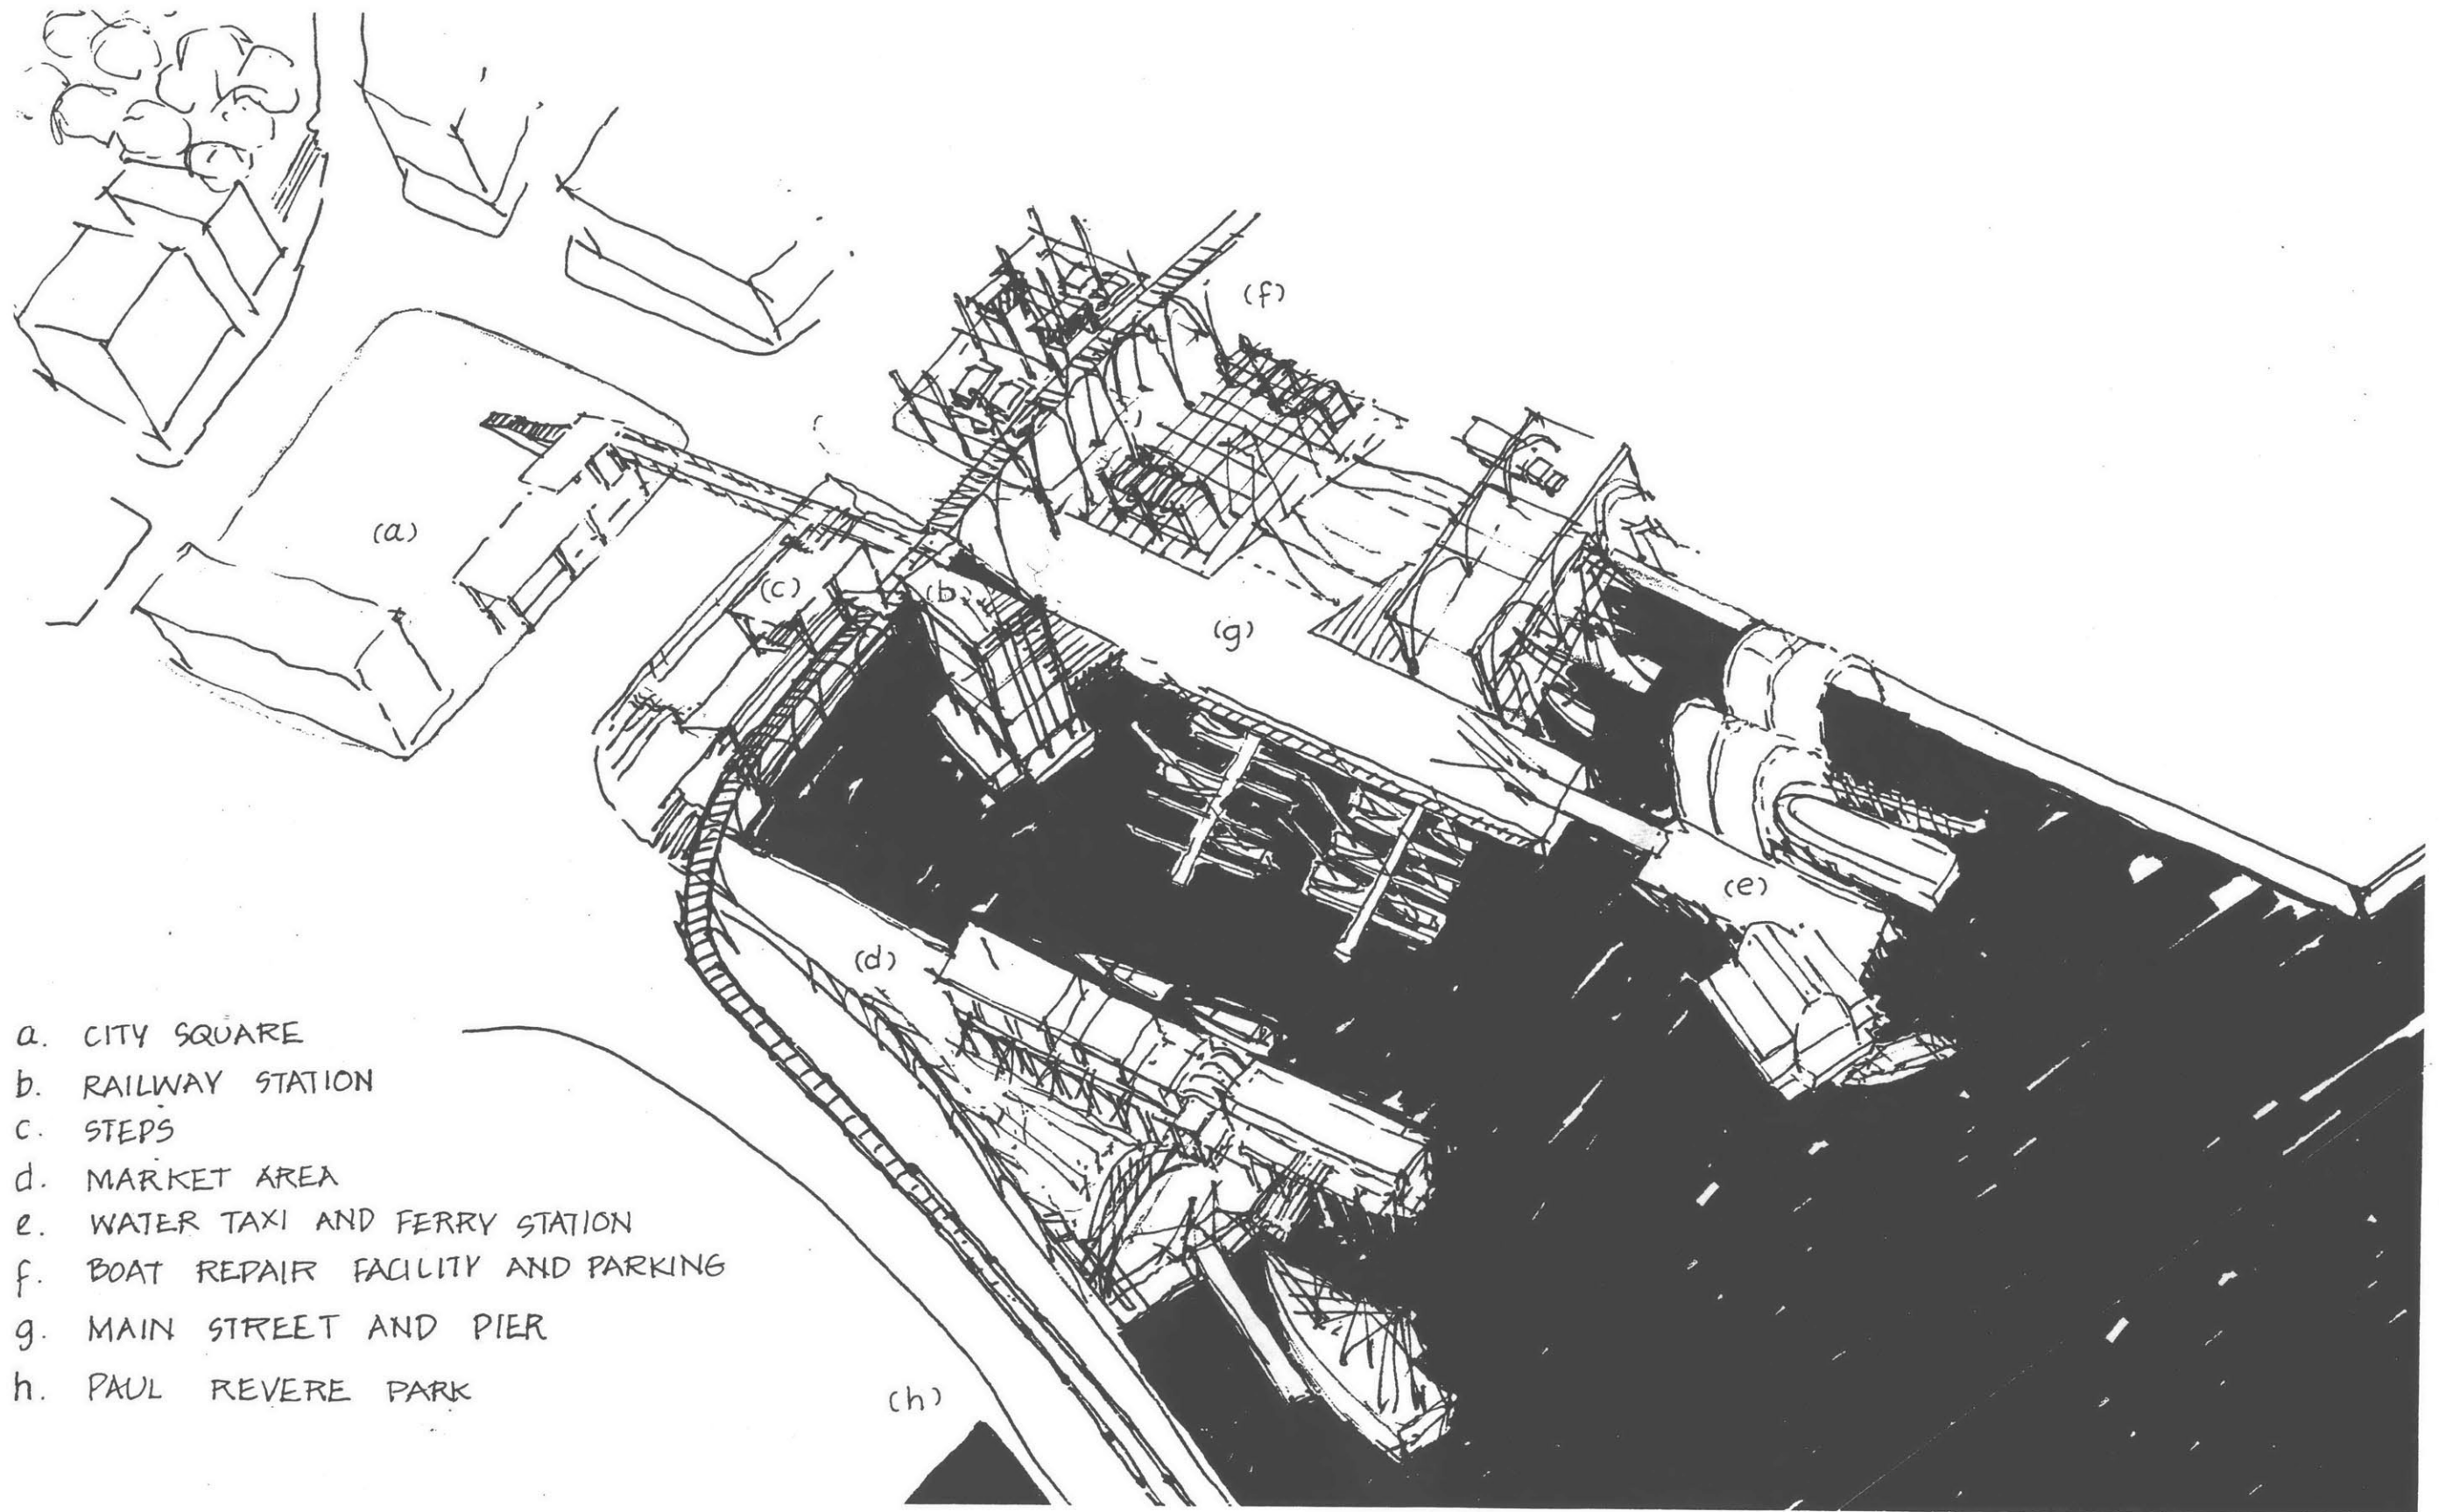 (f)
(a)
(c)
(b)
(g)
(e)
(d)
a. CITY SQUARE
b. RAILWAY STATION
c. STEPS
d. MARKET AREA
e. WATER TAXI AND FERRY STATION
f. BOAT REPAIR FACILITY AND PARKING
g. MAIN STREET AND PIER
h. PAUL REVERE PARK
(h)